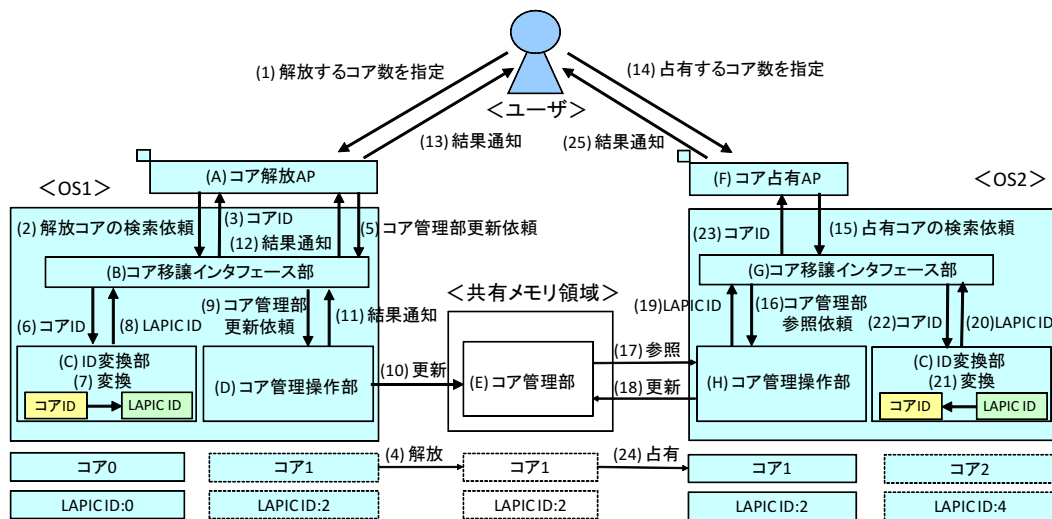 (1) 解放するコア数を指定
(14) 占有するコア数を指定
<ユーザ>
(13) 結果通知
(25) 結果通知
(A) コア解放AP
(F) コア占有AP
<OS1>
<OS2>
(2) 解放コアの検索依頼
(3) コアID
(12) 結果通知
(5) コア管理部更新依頼
(23) コアID
(15) 占有コアの検索依頼
(B) コア移譲インタフェース部
(G) コア移譲インタフェース部
(6) コアID
(8) LAPIC ID
(9) コア管理部
更新依頼
(11) 結果通知
<共有メモリ領域>
(19)LAPIC ID
(16)コア管理部
参照依頼
(22)コアID
(20)LAPIC ID
(C) ID変換部
(7) 変換
コアID
LAPIC ID
(D) コア管理操作部
(10) 更新
(E) コア管理部
(17) 参照
(18) 更新
(H) コア管理操作部
(C) ID変換部
(21) 変換
コアID
LAPIC ID
コア0
コア1
(4) 解放
コア1
(24) 占有
コア1
コア2
LAPIC ID:0
LAPIC ID:2
LAPIC ID:2
LAPIC ID:2
LAPIC ID:4